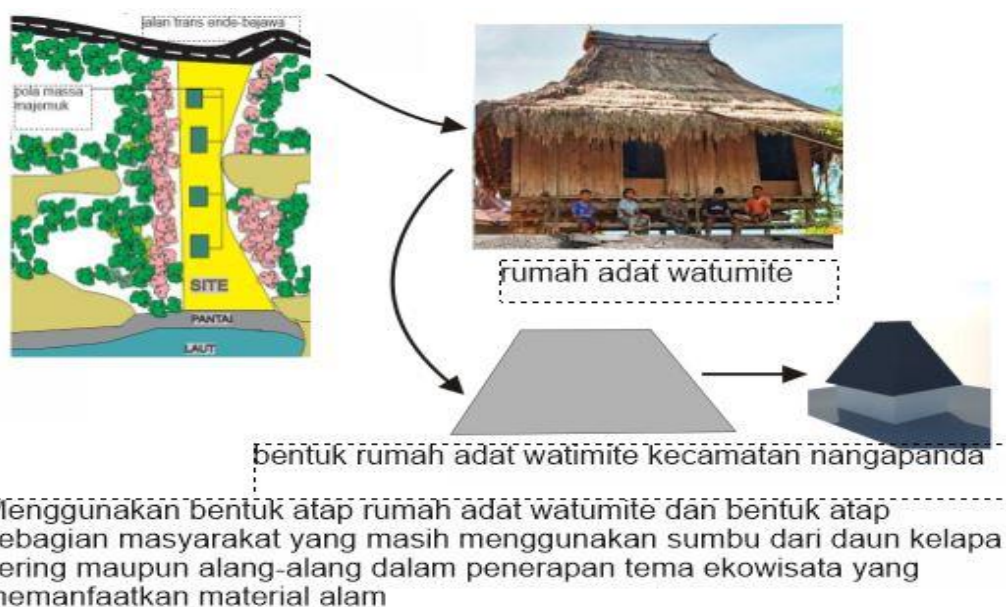 jalan trans ende-bajawa
pola massa
majemuk
SITE
PANTAI
LAUT
rumah adat watumite
bentuk rumah adat watimite kecamatan nangapanda
Menggunakan bentuk atap rumah adat watumite dan bentuk atap
ebagian masyarakat yang masih menggunakan sumbu dari daun kelapa
ering maupun alang-alang dalam penerapan tema ekowisata yang
memanfaatkan material alam